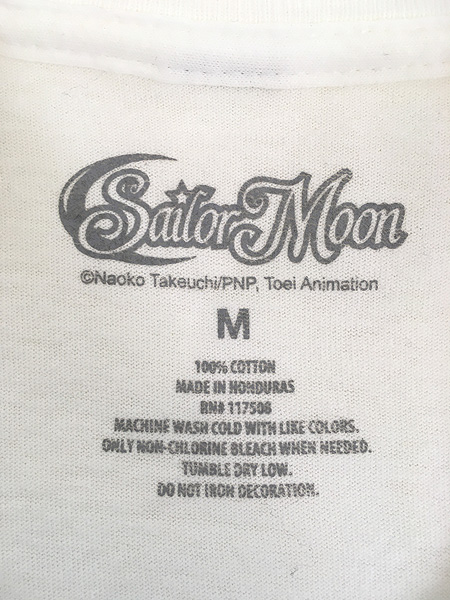 Sailor Moon
©Naoko Takeuchi/PNP, Toei Animation
M
100% COTTON
MADE IN HONDURAS
RN# 117508
MACHINE WASH COLD WITH LIKE COLORS.
ONLY NON-CHLORINE BLEACH WHEN NEEDED.
TUMBLE DRY LOW.
DO NOT IRON DECORATION.